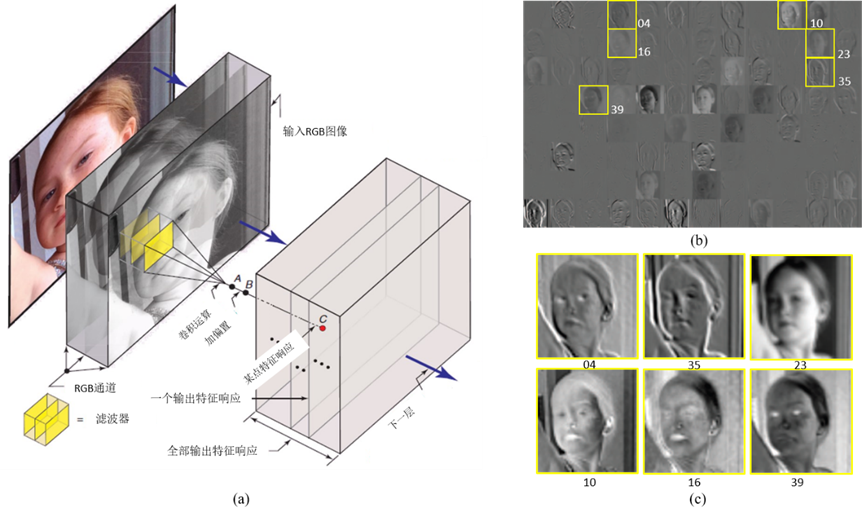 输入RGB图像
A
B
C
卷积运算
加偏置
某点特征响应
RGB通道
= 滤波器
一个输出特征响应
全部输出特征响应
下一层
(a)
04
10
16
23
35
39
(b)
04
35
23
10
16
39
(c)